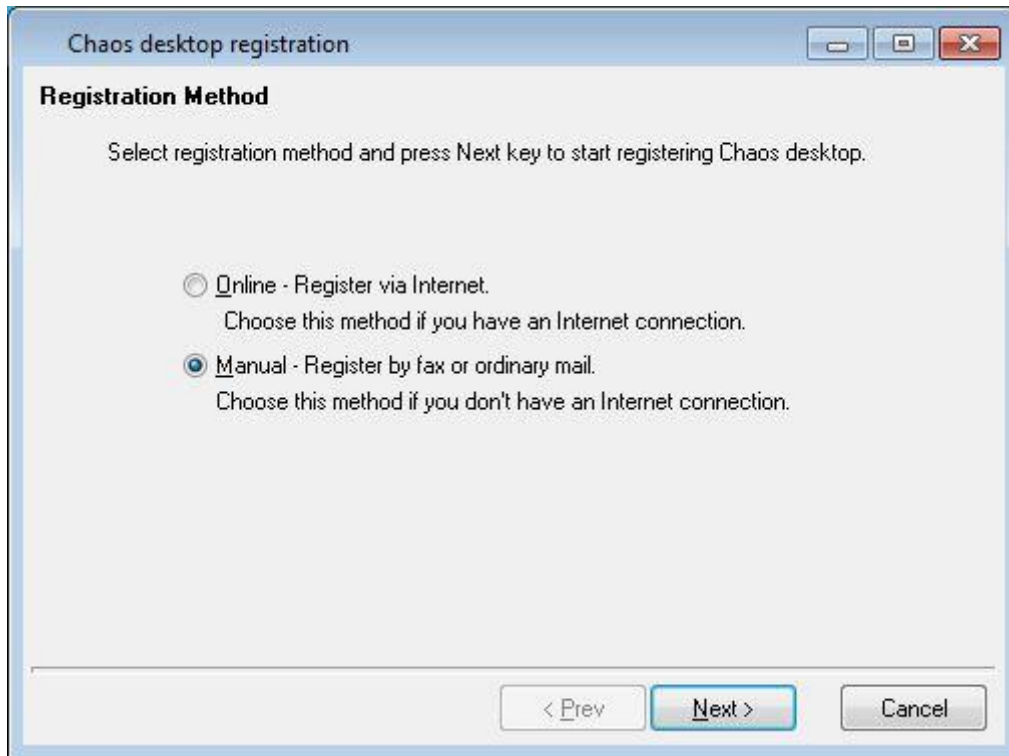 Chaos desktop registration
Registration Method
Select registration method and press Next key to start registering Chaos desktop.
Online - Register via Internet.
Choose this method if you have an Internet connection.
Manual - Register by fax or ordinary mail.
Choose this method if you don't have an Internet connection.
< Prev Next > Cancel